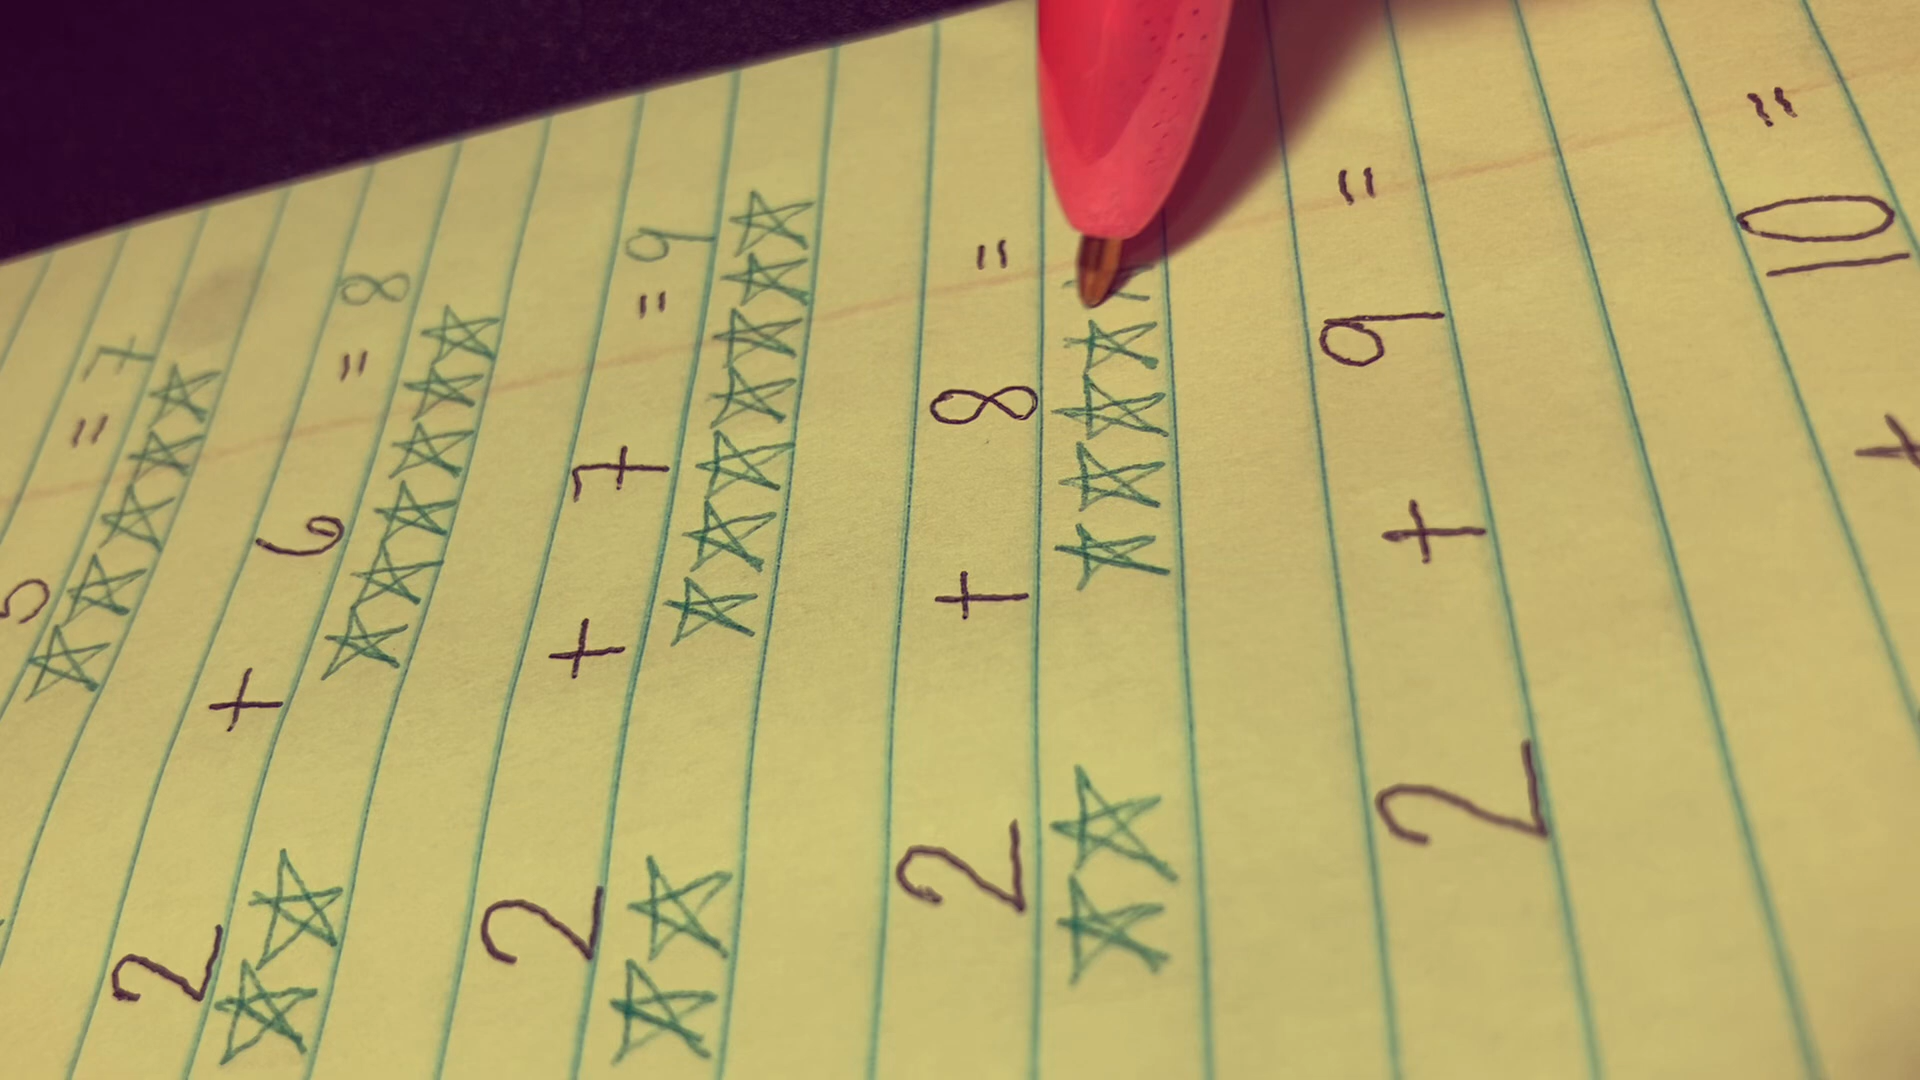 5 = 7
2 + 6 = 8
2 + 7 = 9
2 + 8 =
2 + 9 =
+ 10 =